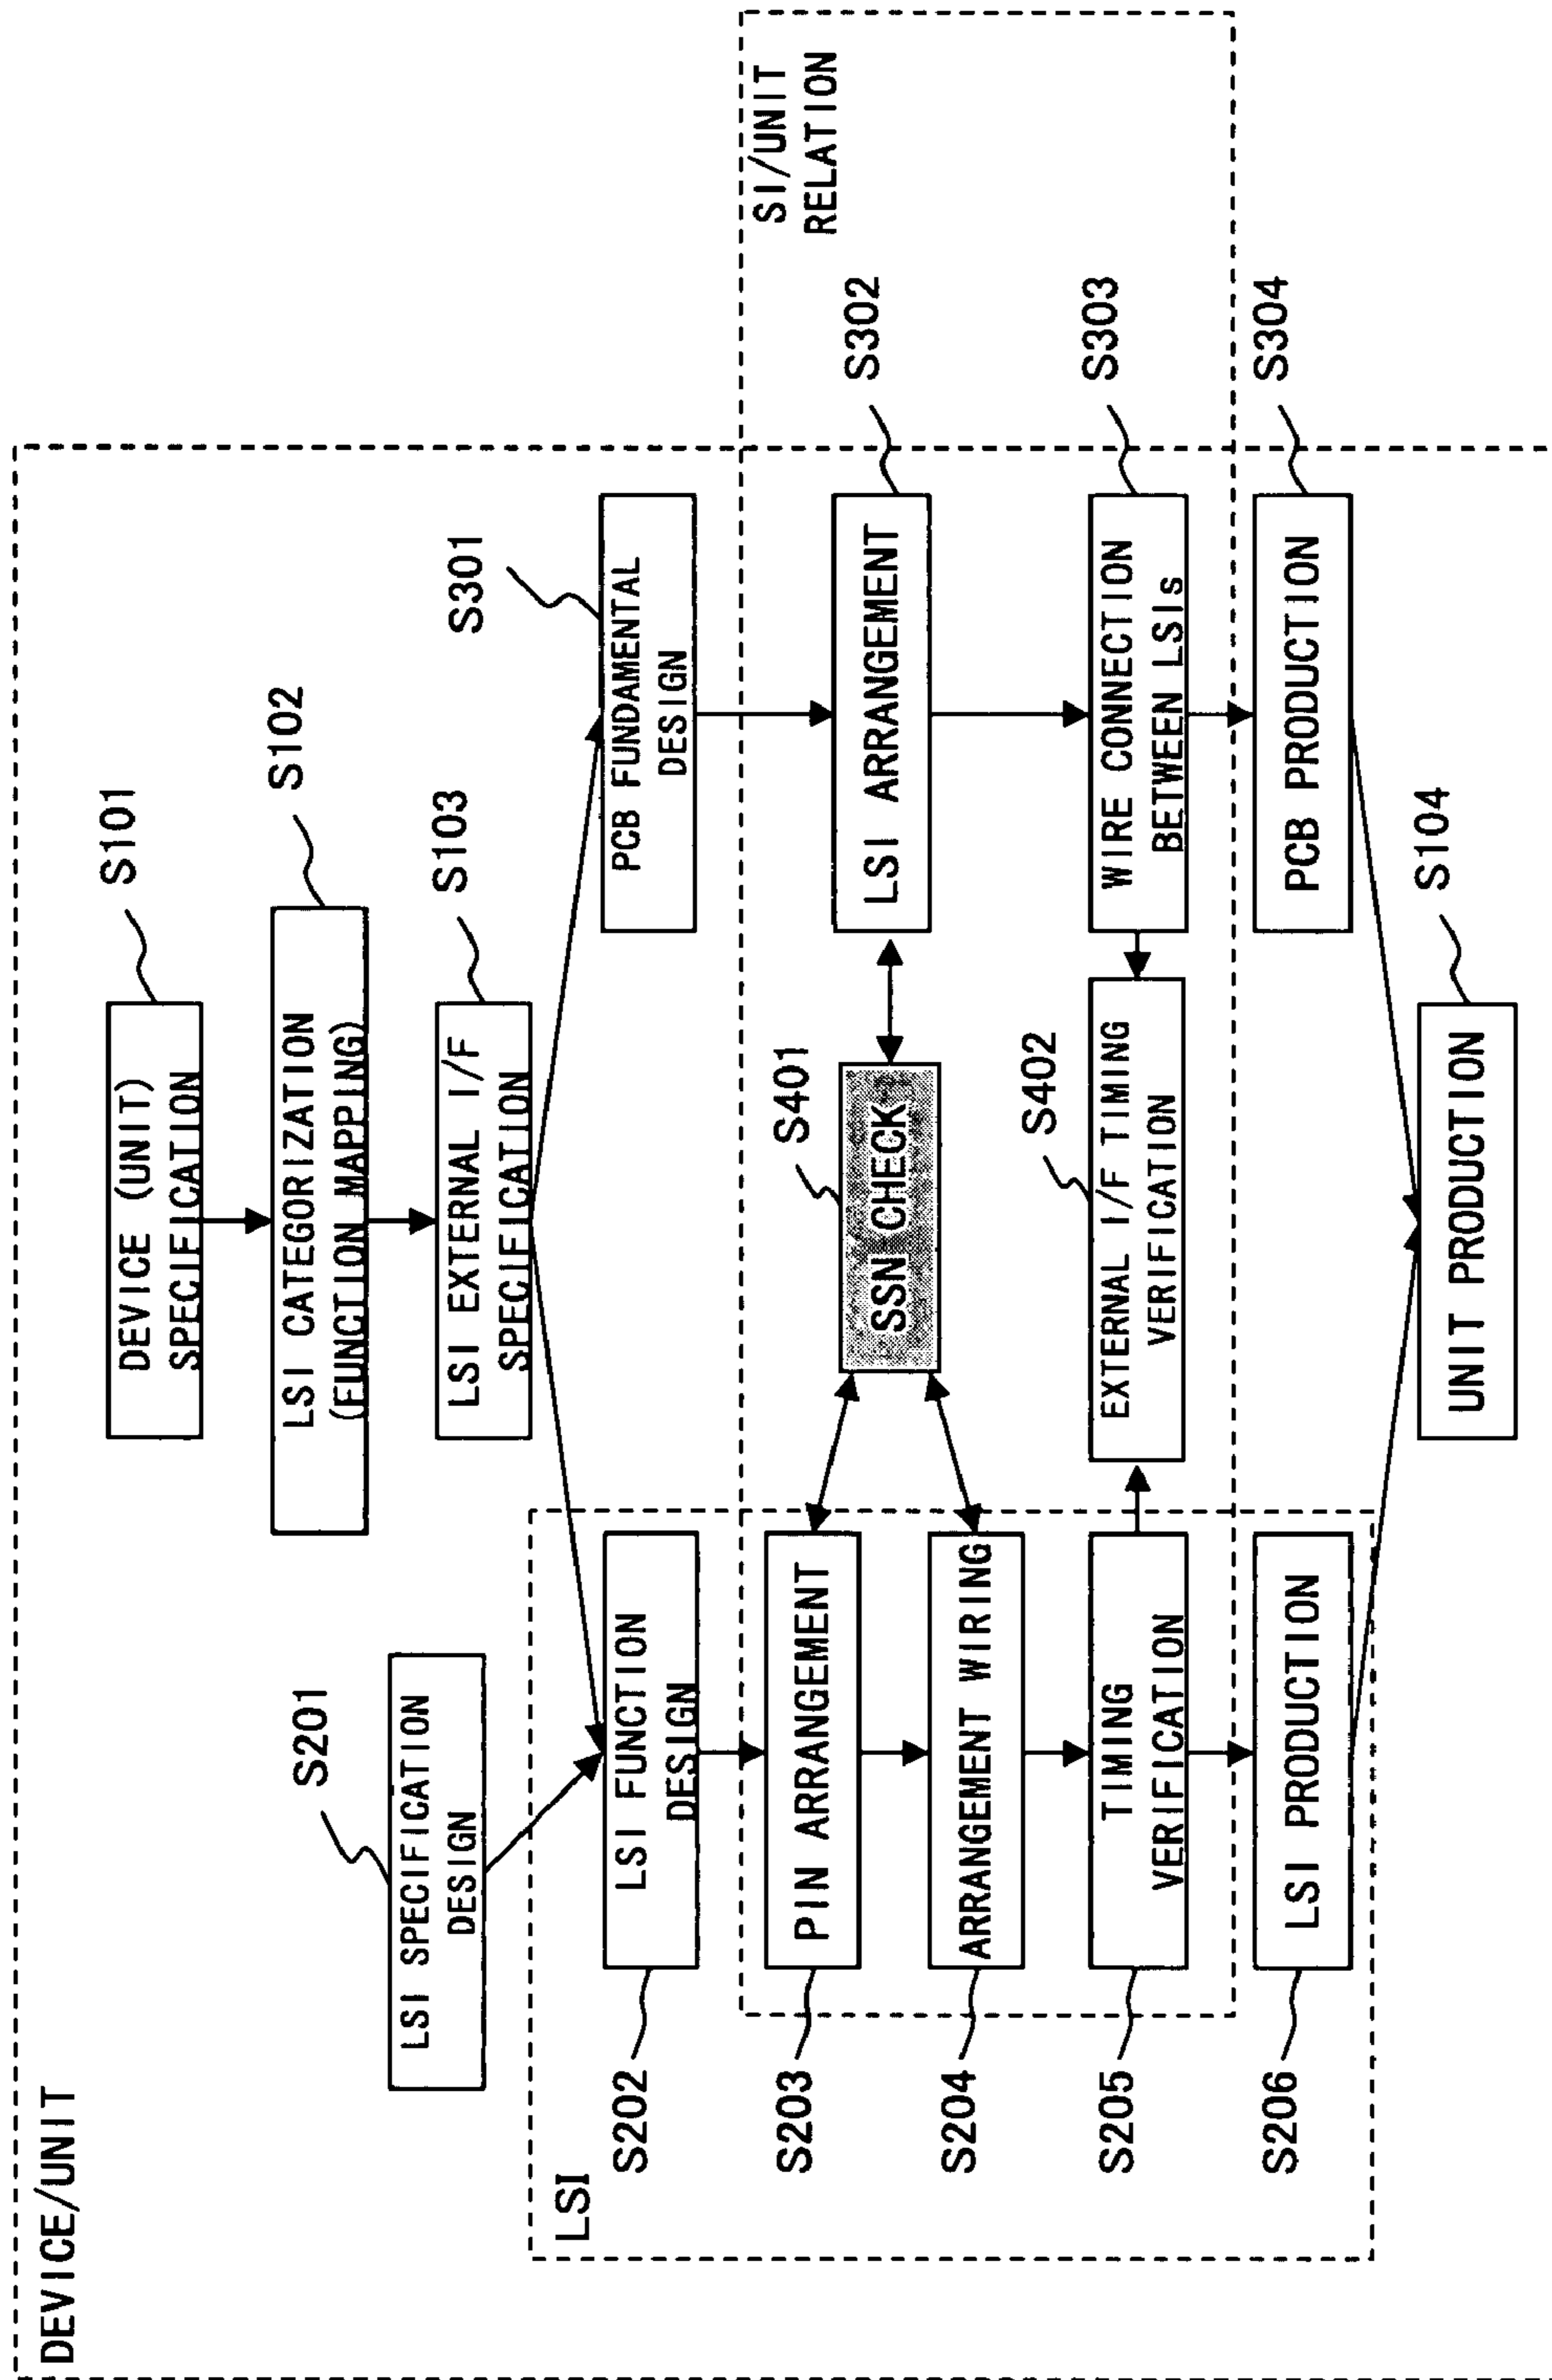 DEVICE/UNIT
DEVICE (UNIT)
SPECIFICATION
S101
LSI CATEGORIZATION
(FUNCTION MAPPING)
S102
LSI EXTERNAL I/F
SPECIFICATION
S103
S201
LSI SPECIFICATION
DESIGN
LSI
S202
LSI FUNCTION
DESIGN
S301
PCB FUNDAMENTAL
DESIGN
SI/UNIT
RELATION
S203
PIN ARRANGEMENT
S401
SSN CHECK
LSI ARRANGEMENT
S302
S204
ARRANGEMENT WIRING
S205
TIMING
VERIFICATION
S402
EXTERNAL I/F TIMING
VERIFICATION
WIRE CONNECTION
BETWEEN LSIs
S303
S206
LSI PRODUCTION
PCB PRODUCTION
S304
UNIT PRODUCTION
S104